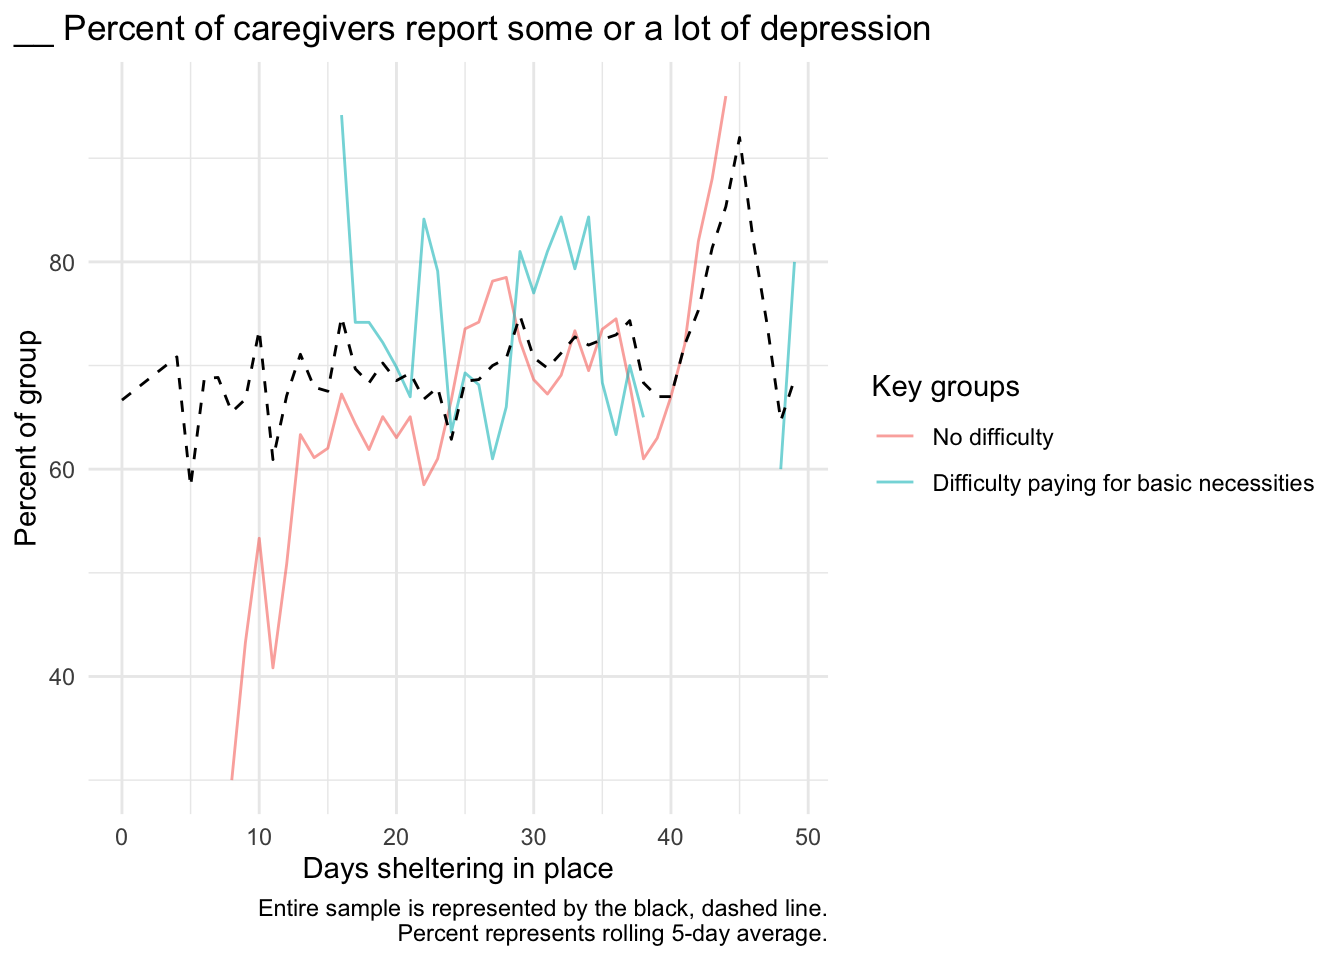 __ Percent of caregivers report some or a lot of depression
Percent of group
80
60
40
0 10 20 30 40 50
Days sheltering in place
Key groups
No difficulty
Difficulty paying for basic necessities
Entire sample is represented by the black, dashed line.
Percent represents rolling 5-day average.